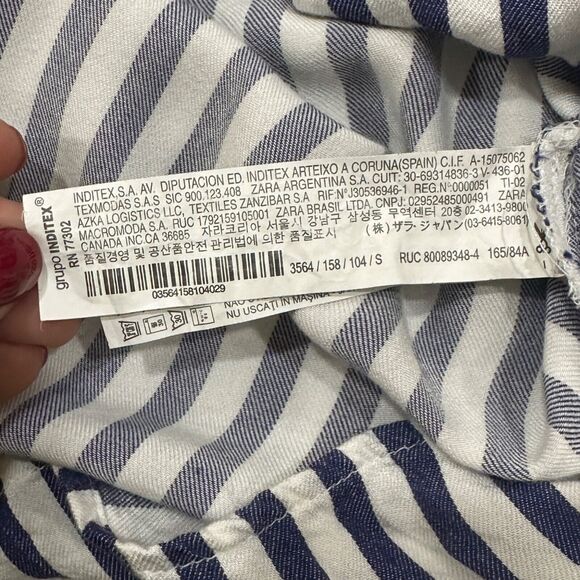 grupo INDITEX®
RN 77302
INDITEX.S.A. AV. DIPUTACION ED. INDITEX ARTEIXO A CORUNA(SPAIN) C.I.F. A-15075062
TEXMODAS S.A.S SIC 900.123.408 ZARA ARGENTINA S.A. CUIT: 30-69314836-3 V-436-01
AZKA LOGISTICS LLC, TEXTILES ZANZIBAR S.A. RIF Nº J30536946-1 REG.Nº0000051 TI-02
MACROMODA S.A. RUC 1792159105001 ZARA BRASIL LTDA. CNPJ: 02952485000491 ZARA
CANADA INC CA 36685 자라코리아 서울시 강남구 삼성동 무역센터 20층 02-3413-9800
품질경영 및 공산품안전 관리법에 의한 품질표시 (株) ザラ・ジャパン (03-6415-8061)
3564 / 158 / 104 / S RUC 80089348-4 165/84A
03564158104029
NU USCATI IN MAŞINA